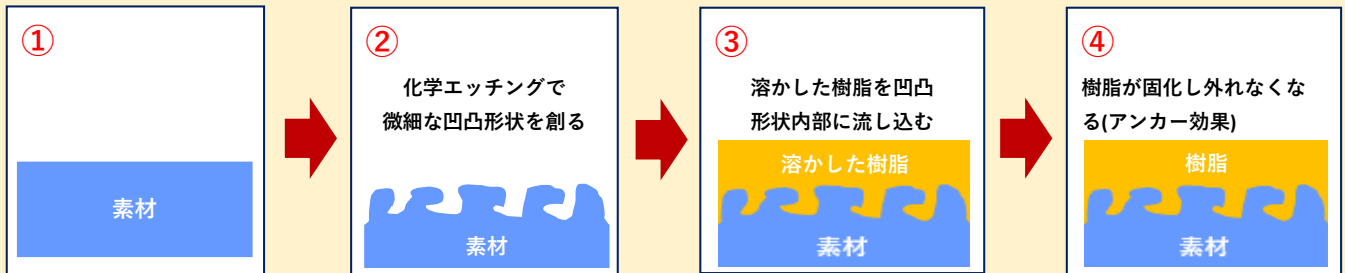 ①
素材
②
化学エッチングで
微細な凹凸形状を創る
素材
③
溶かした樹脂を凹凸
形状内部に流し込む
溶かした樹脂
素材
④
樹脂が固化し外れなくな
る(アンカー効果)
樹脂
素材